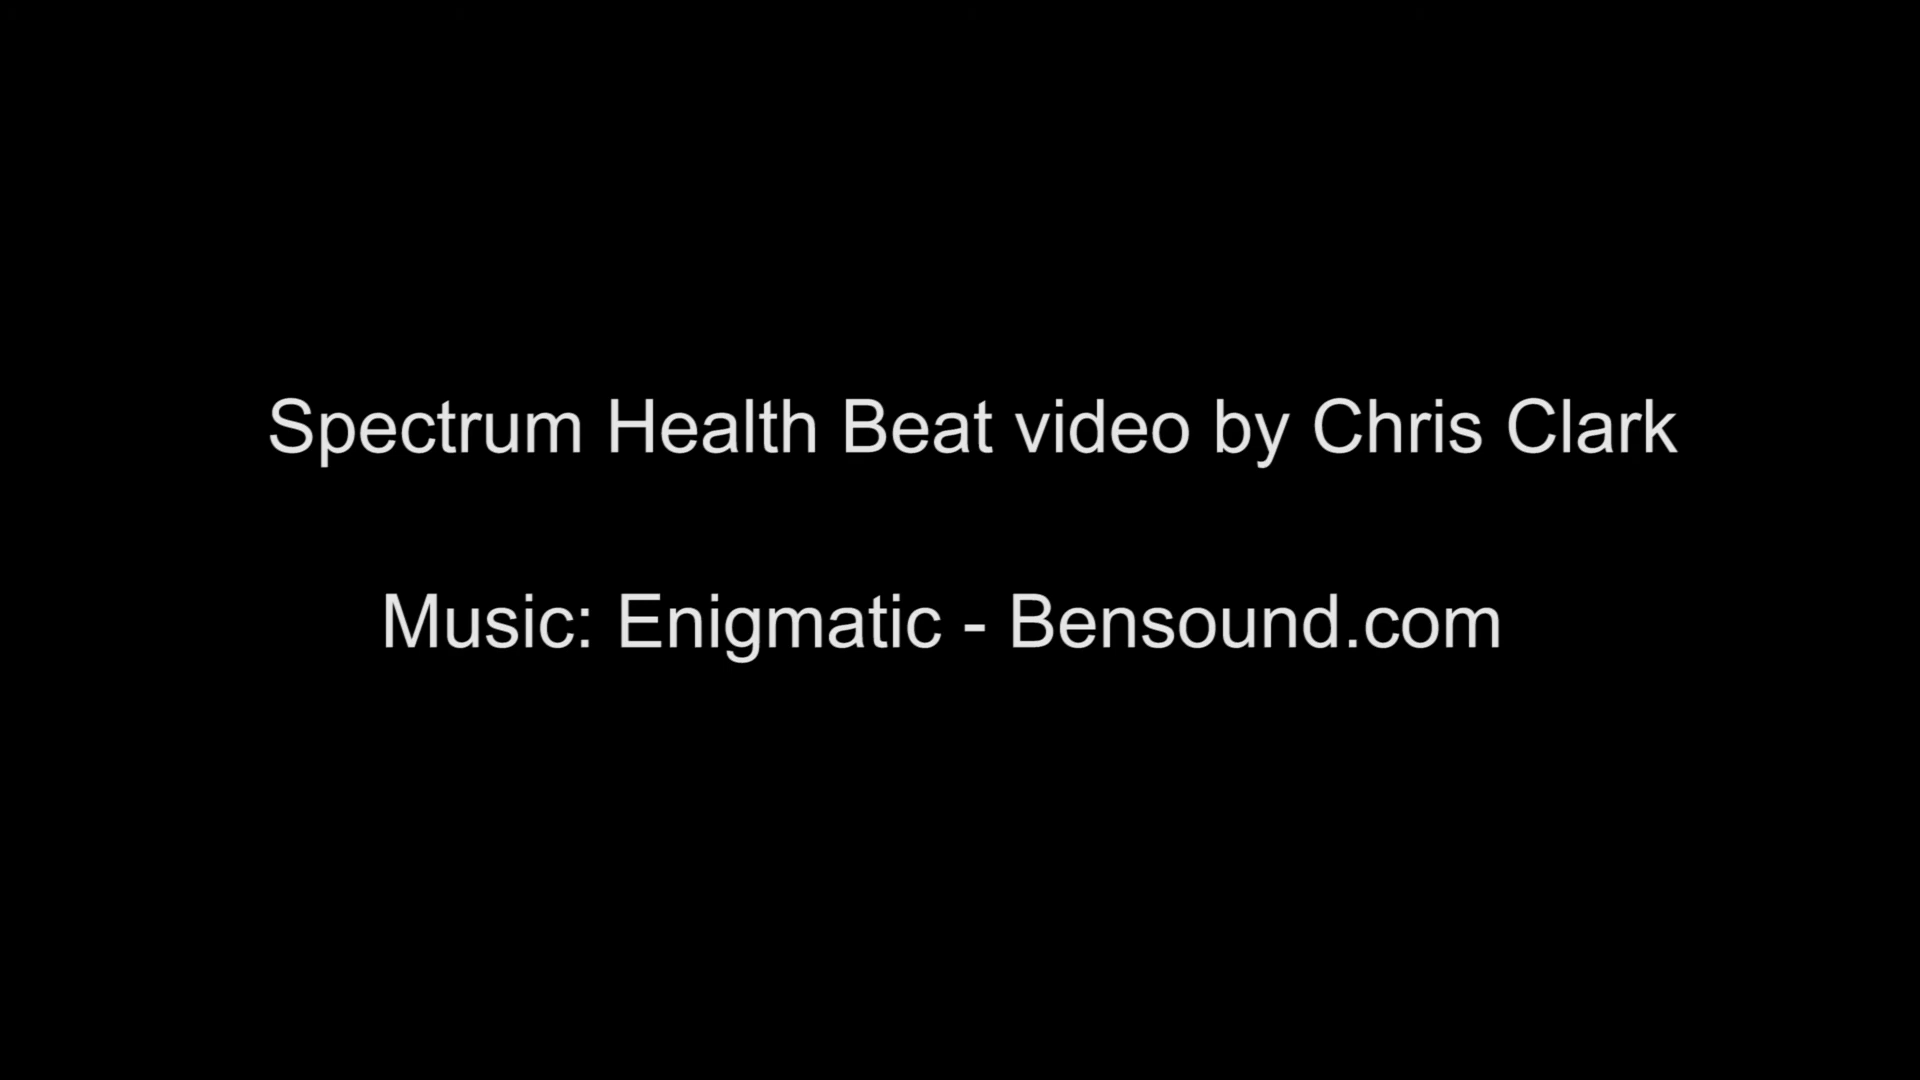 Spectrum Health Beat video by Chris Clark
Music: Enigmatic - Bensound.com